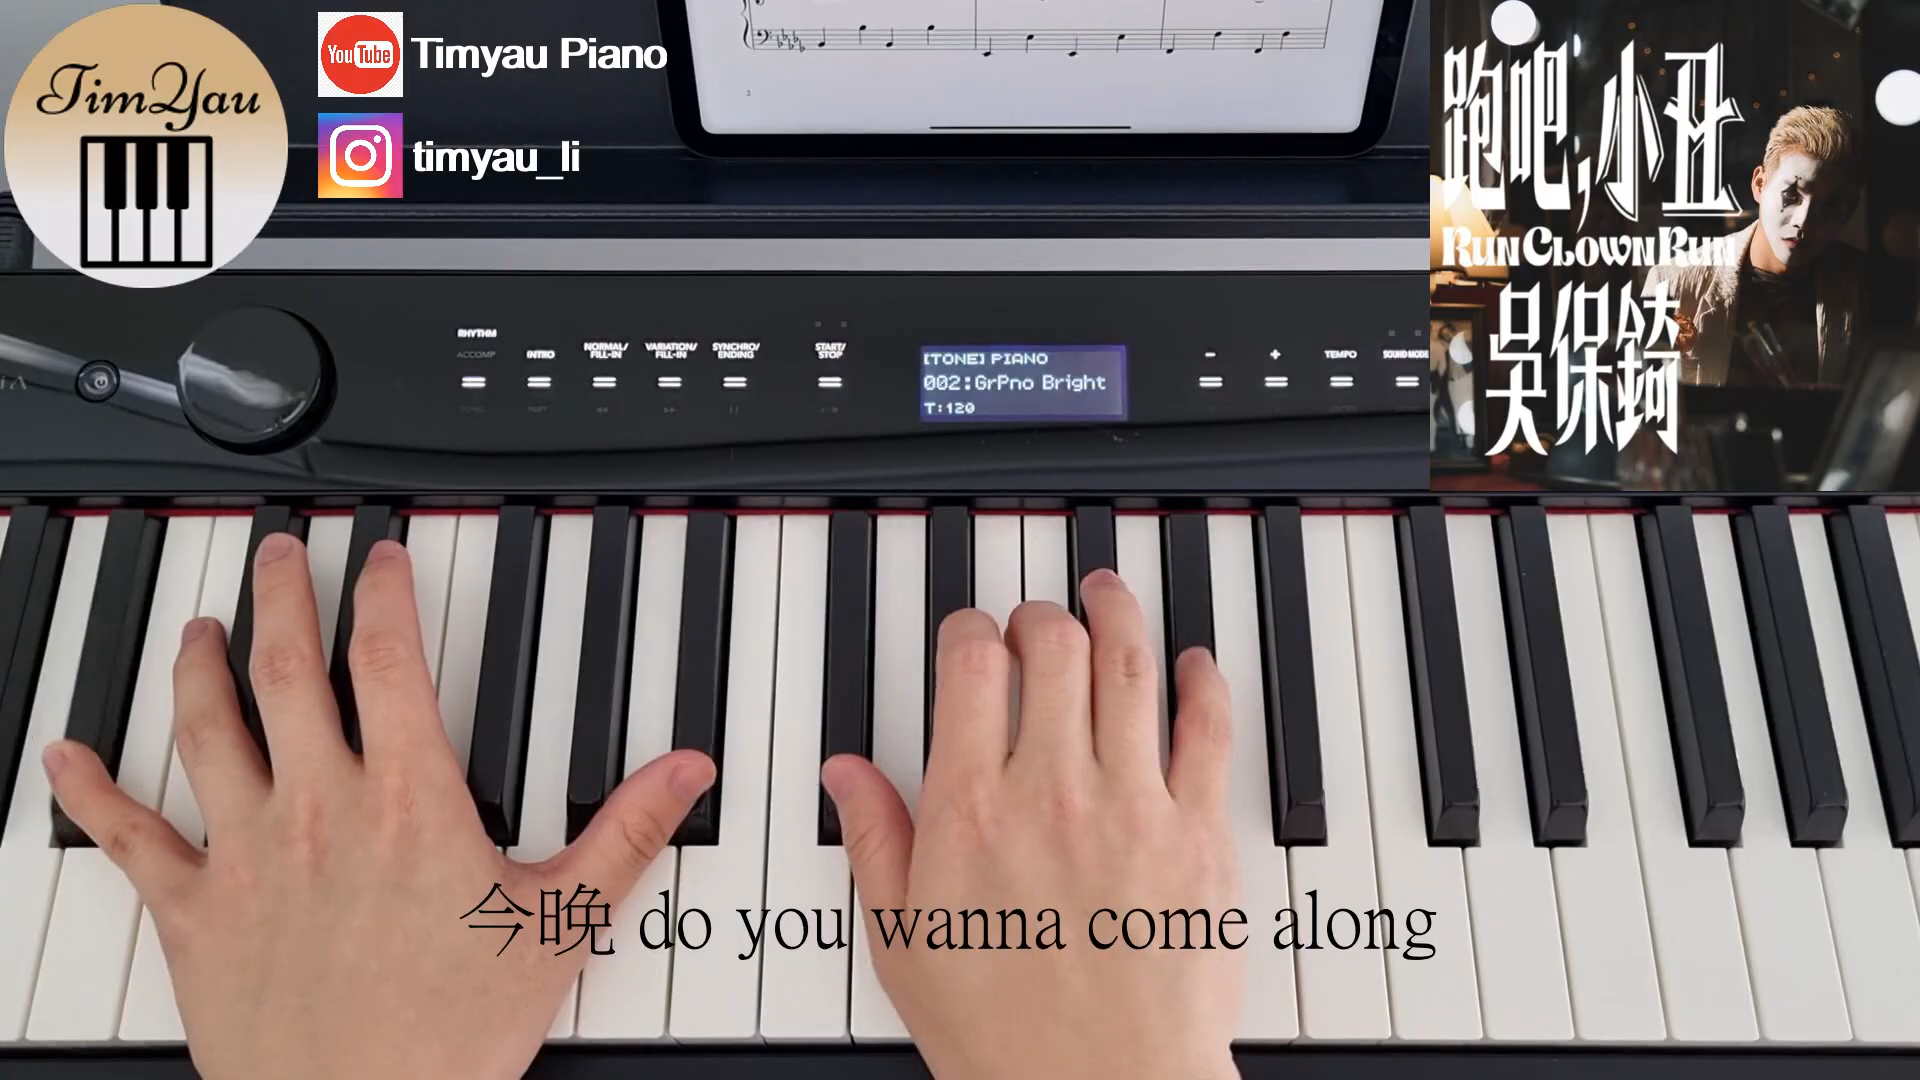 TimYau
YouTube
Timyau Piano
timyau_li
2
跑吧,小丑
RUN CLOWN RUN
吳保錡
RHYTHM
ACCOMP
INTRO
NORMAL/
FILL-IN
VARIATION/
FILL-IN
SYNCHRO/
ENDING
START/
STOP
[TONE] PIANO
002:GrPno Bright
T:120
-
+
TEMPO
SOUND MODE
今晚 do you wanna come along